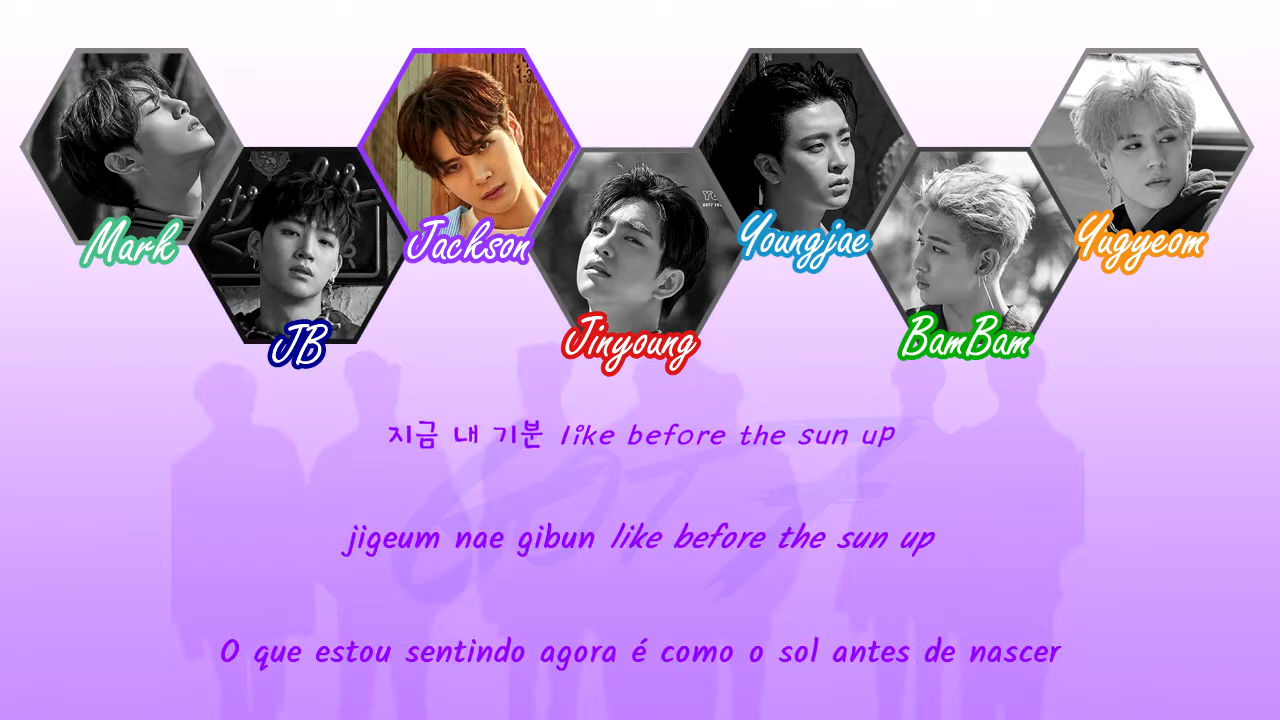 Mark
Jackson
Youngjae
Yugyeom
JB
Jinyoung
BamBam
지금 내 기분 like before the sun up
GOT7
jigeum nae gibun like before the sun up
O que estou sentindo agora é como o sol antes de nascer